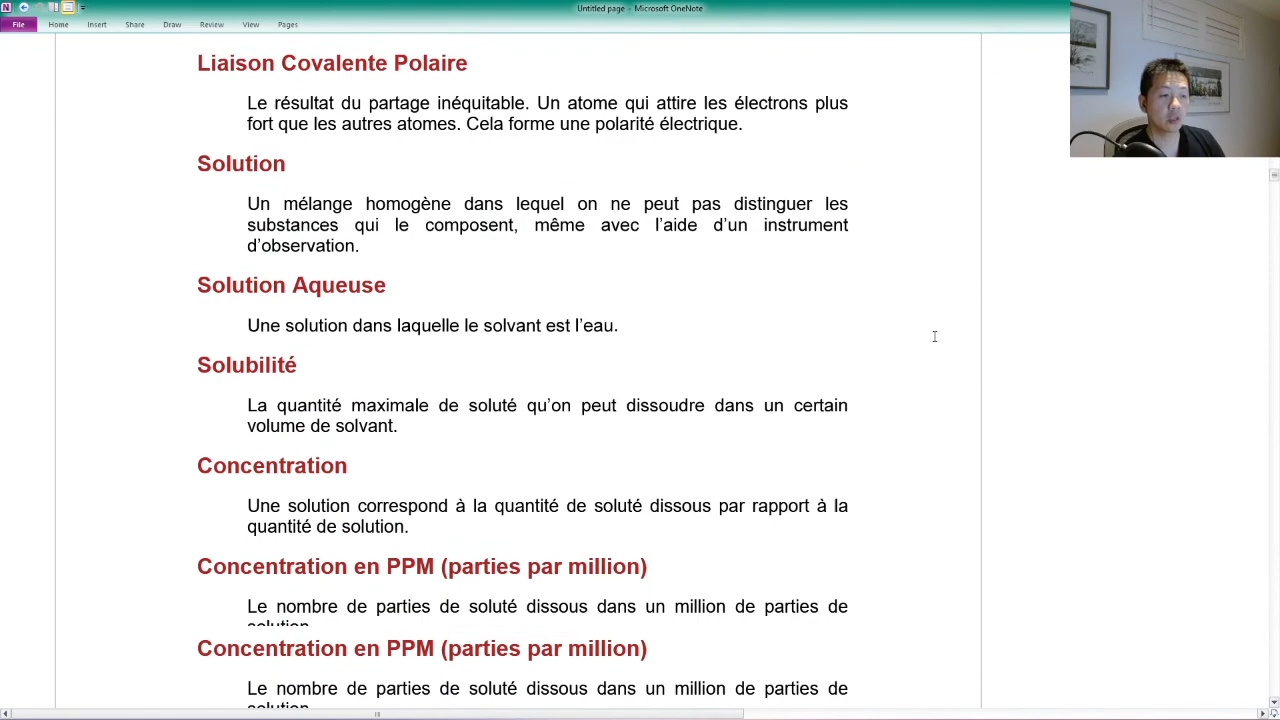 Untitled page - Microsoft OneNote
File Home Insert Share Draw Review View Pages
Liaison Covalente Polaire
Le résultat du partage inéquitable. Un atome qui attire les électrons plus
fort que les autres atomes. Cela forme une polarité électrique.
Solution
Un mélange homogène dans lequel on ne peut pas distinguer les
substances qui le composent, même avec l’aide d’un instrument
d’observation.
Solution Aqueuse
Une solution dans laquelle le solvant est l’eau.
Solubilité
La quantité maximale de soluté qu’on peut dissoudre dans un certain
volume de solvant.
Concentration
Une solution correspond à la quantité de soluté dissous par rapport à la
quantité de solution.
Concentration en PPM (parties par million)
Le nombre de parties de soluté dissous dans un million de parties de
solution
Concentration en PPM (parties par million)
Le nombre de parties de soluté dissous dans un million de parties de
solution